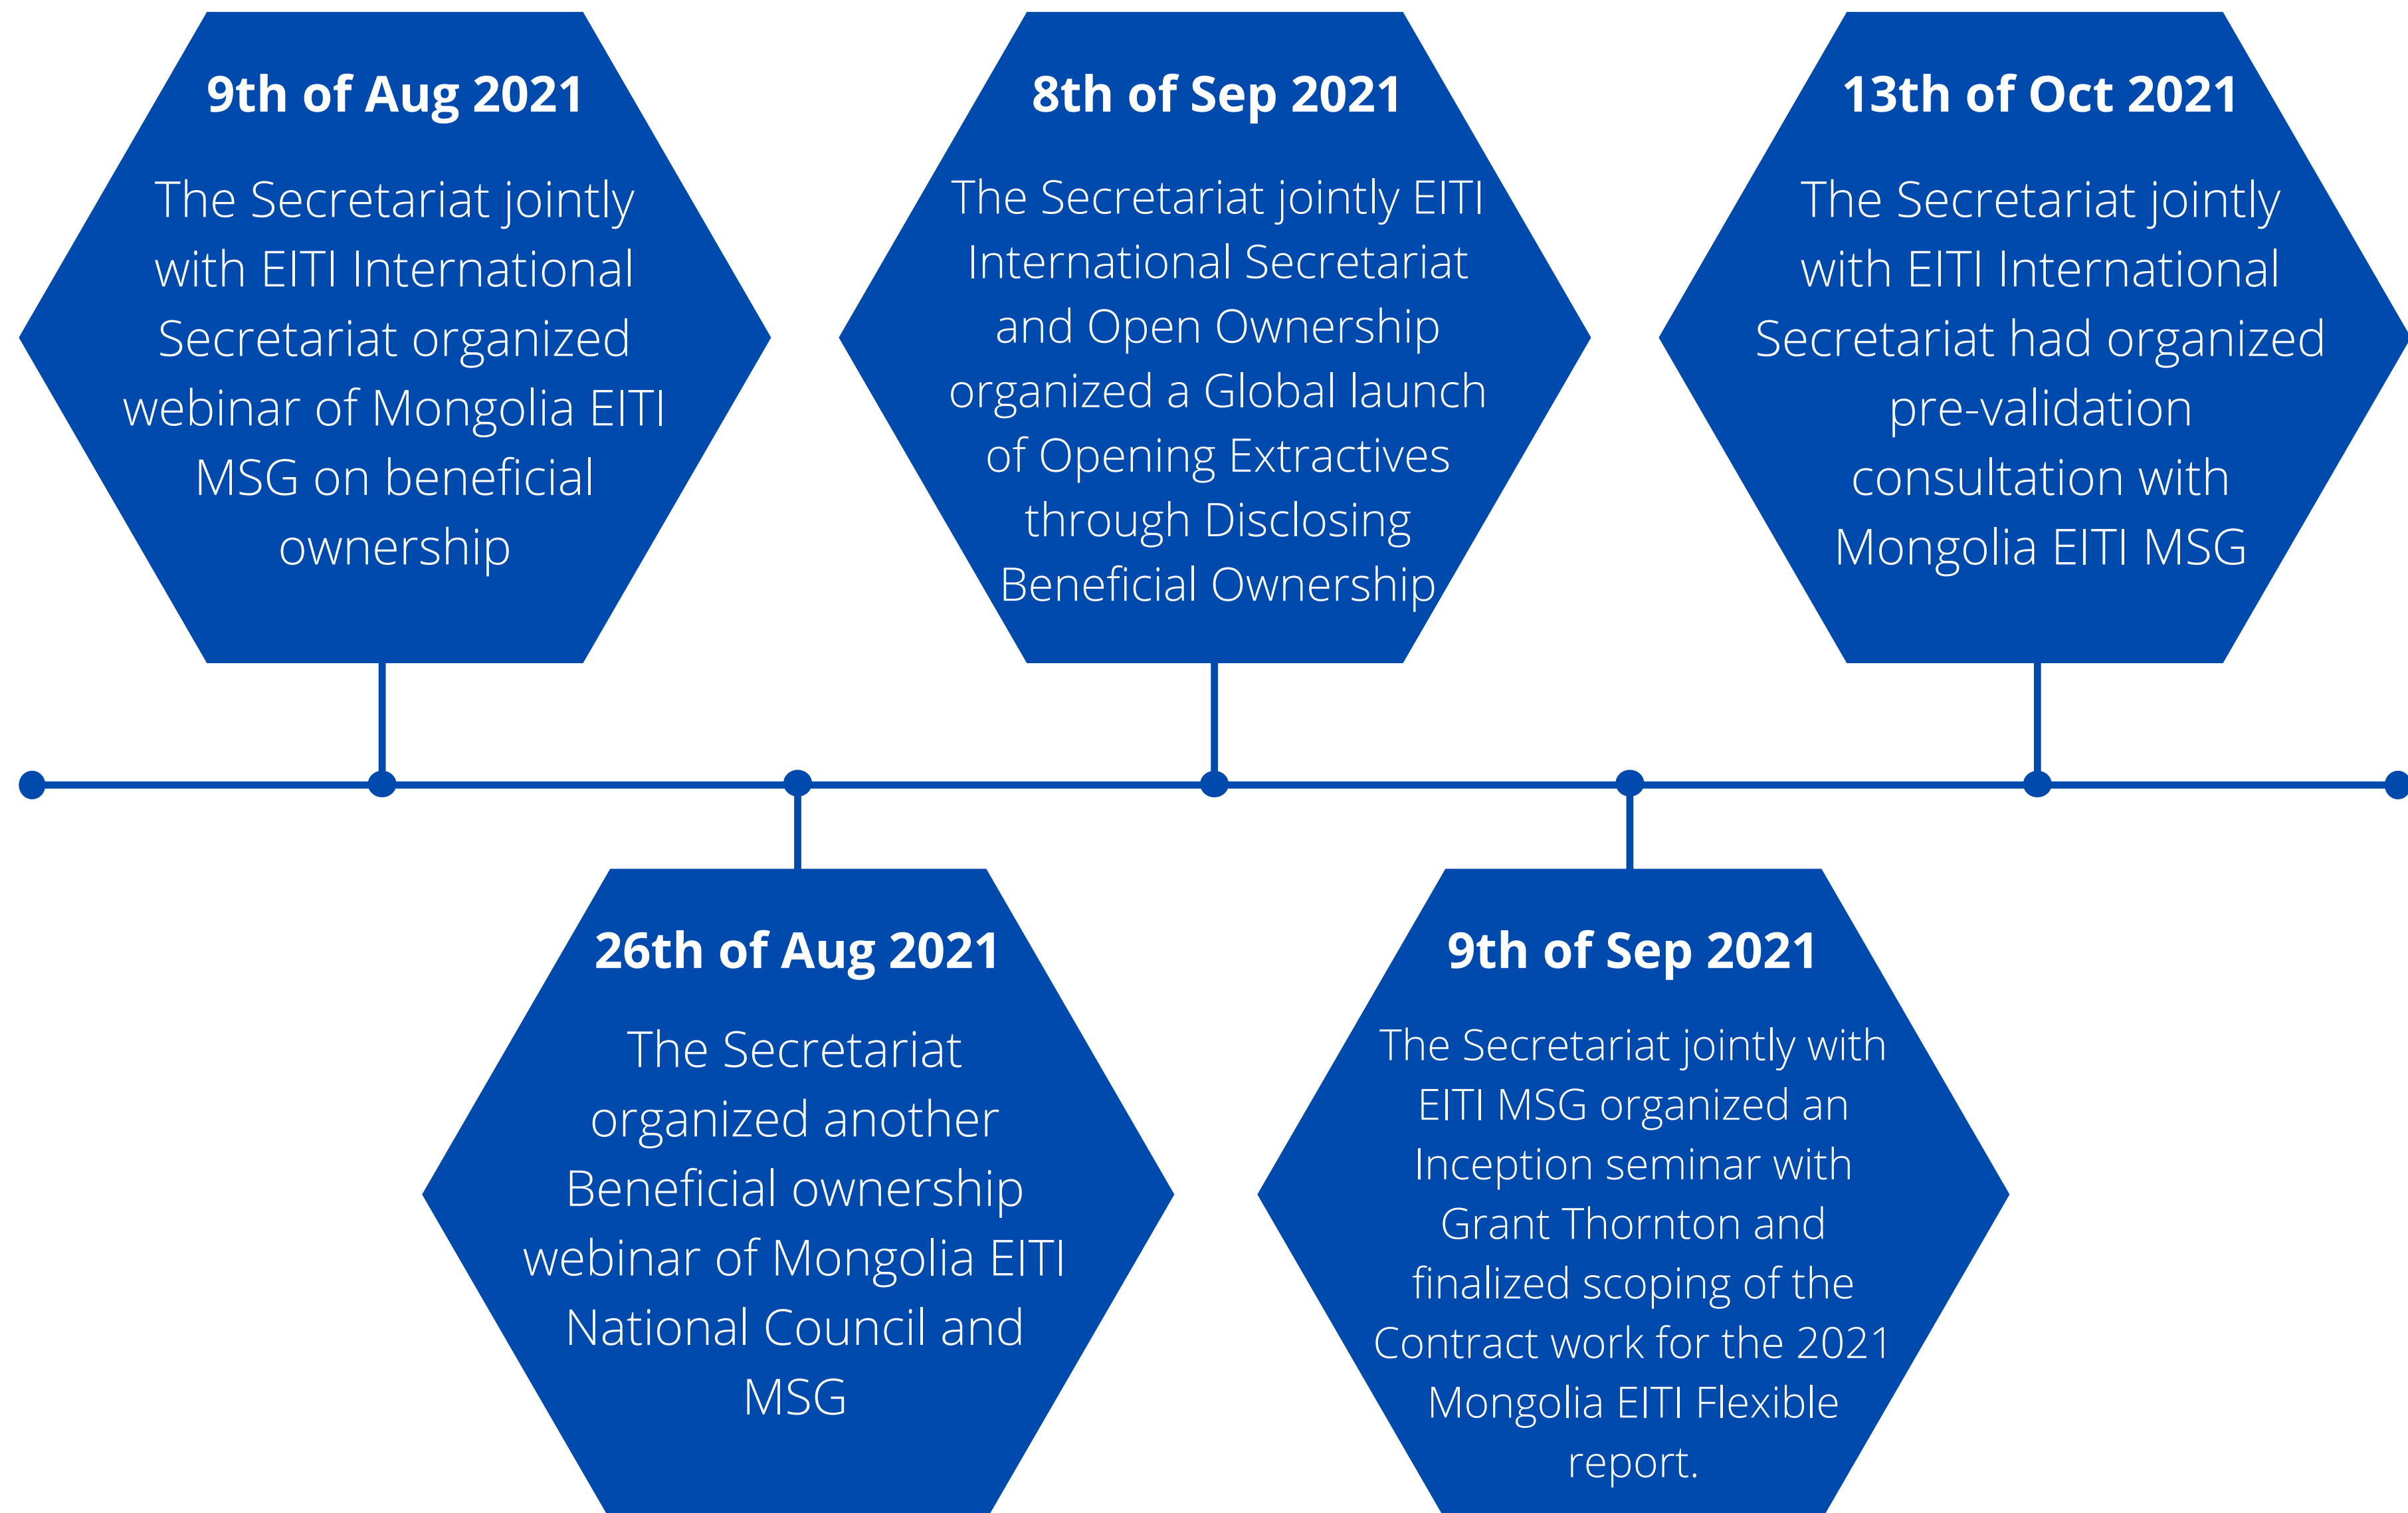 9th of Aug 2021
The Secretariat jointly
with EITI International
Secretariat organized
webinar of Mongolia EITI
MSG on beneficial
ownership
8th of Sep 2021
The Secretariat jointly EITI
International Secretariat
and Open Ownership
organized a Global launch
of Opening Extractives
through Disclosing
Beneficial Ownership
13th of Oct 2021
The Secretariat jointly
with EITI International
Secretariat had organized
pre-validation
consultation with
Mongolia EITI MSG
26th of Aug 2021
The Secretariat
organized another
Beneficial ownership
webinar of Mongolia EITI
National Council and
MSG
9th of Sep 2021
The Secretariat jointly with
EITI MSG organized an
Inception seminar with
Grant Thornton and
finalized scoping of the
Contract work for the 2021
Mongolia EITI Flexible
report.